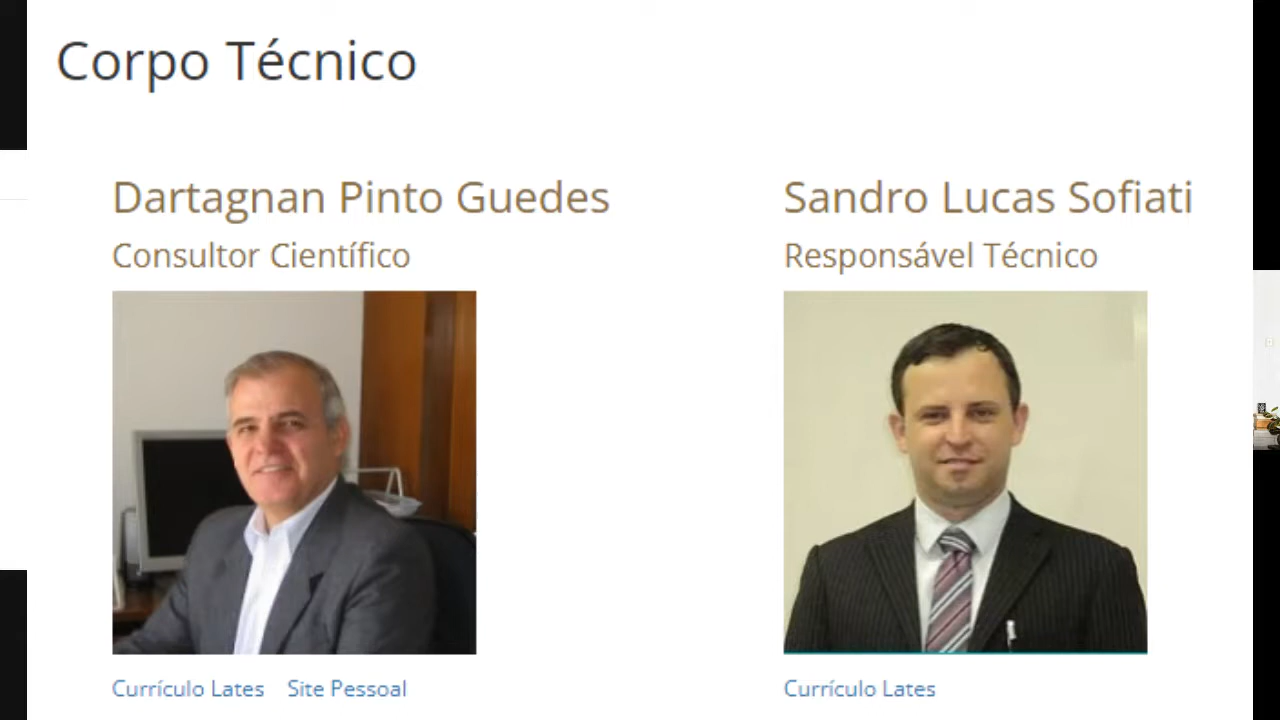 Corpo Técnico
Dartagnan Pinto Guedes
Consultor Científico
Currículo Lates Site Pessoal
Sandro Lucas Sofiati
Responsável Técnico
Currículo Lates